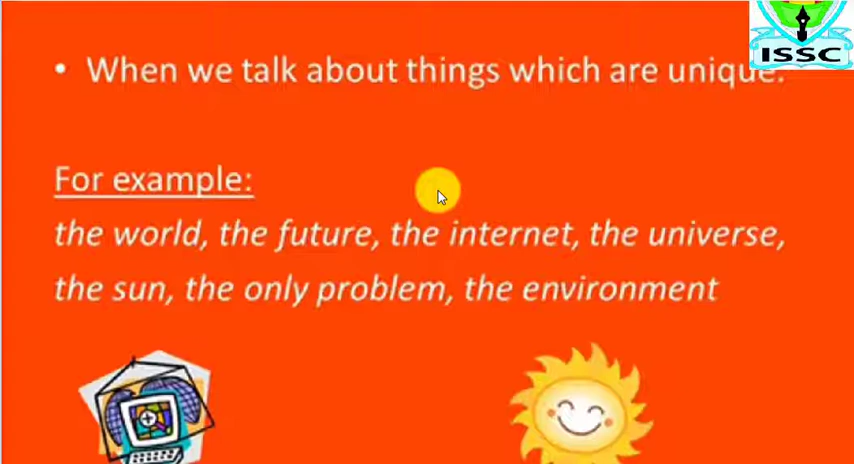 ISSC
• When we talk about things which are unique.
For example:
the world, the future, the internet, the universe,
the sun, the only problem, the environment